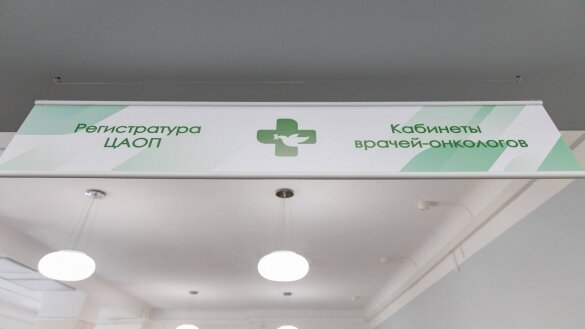 Регистратура
ЦАОП
Кабинеты
врачей-онкологов